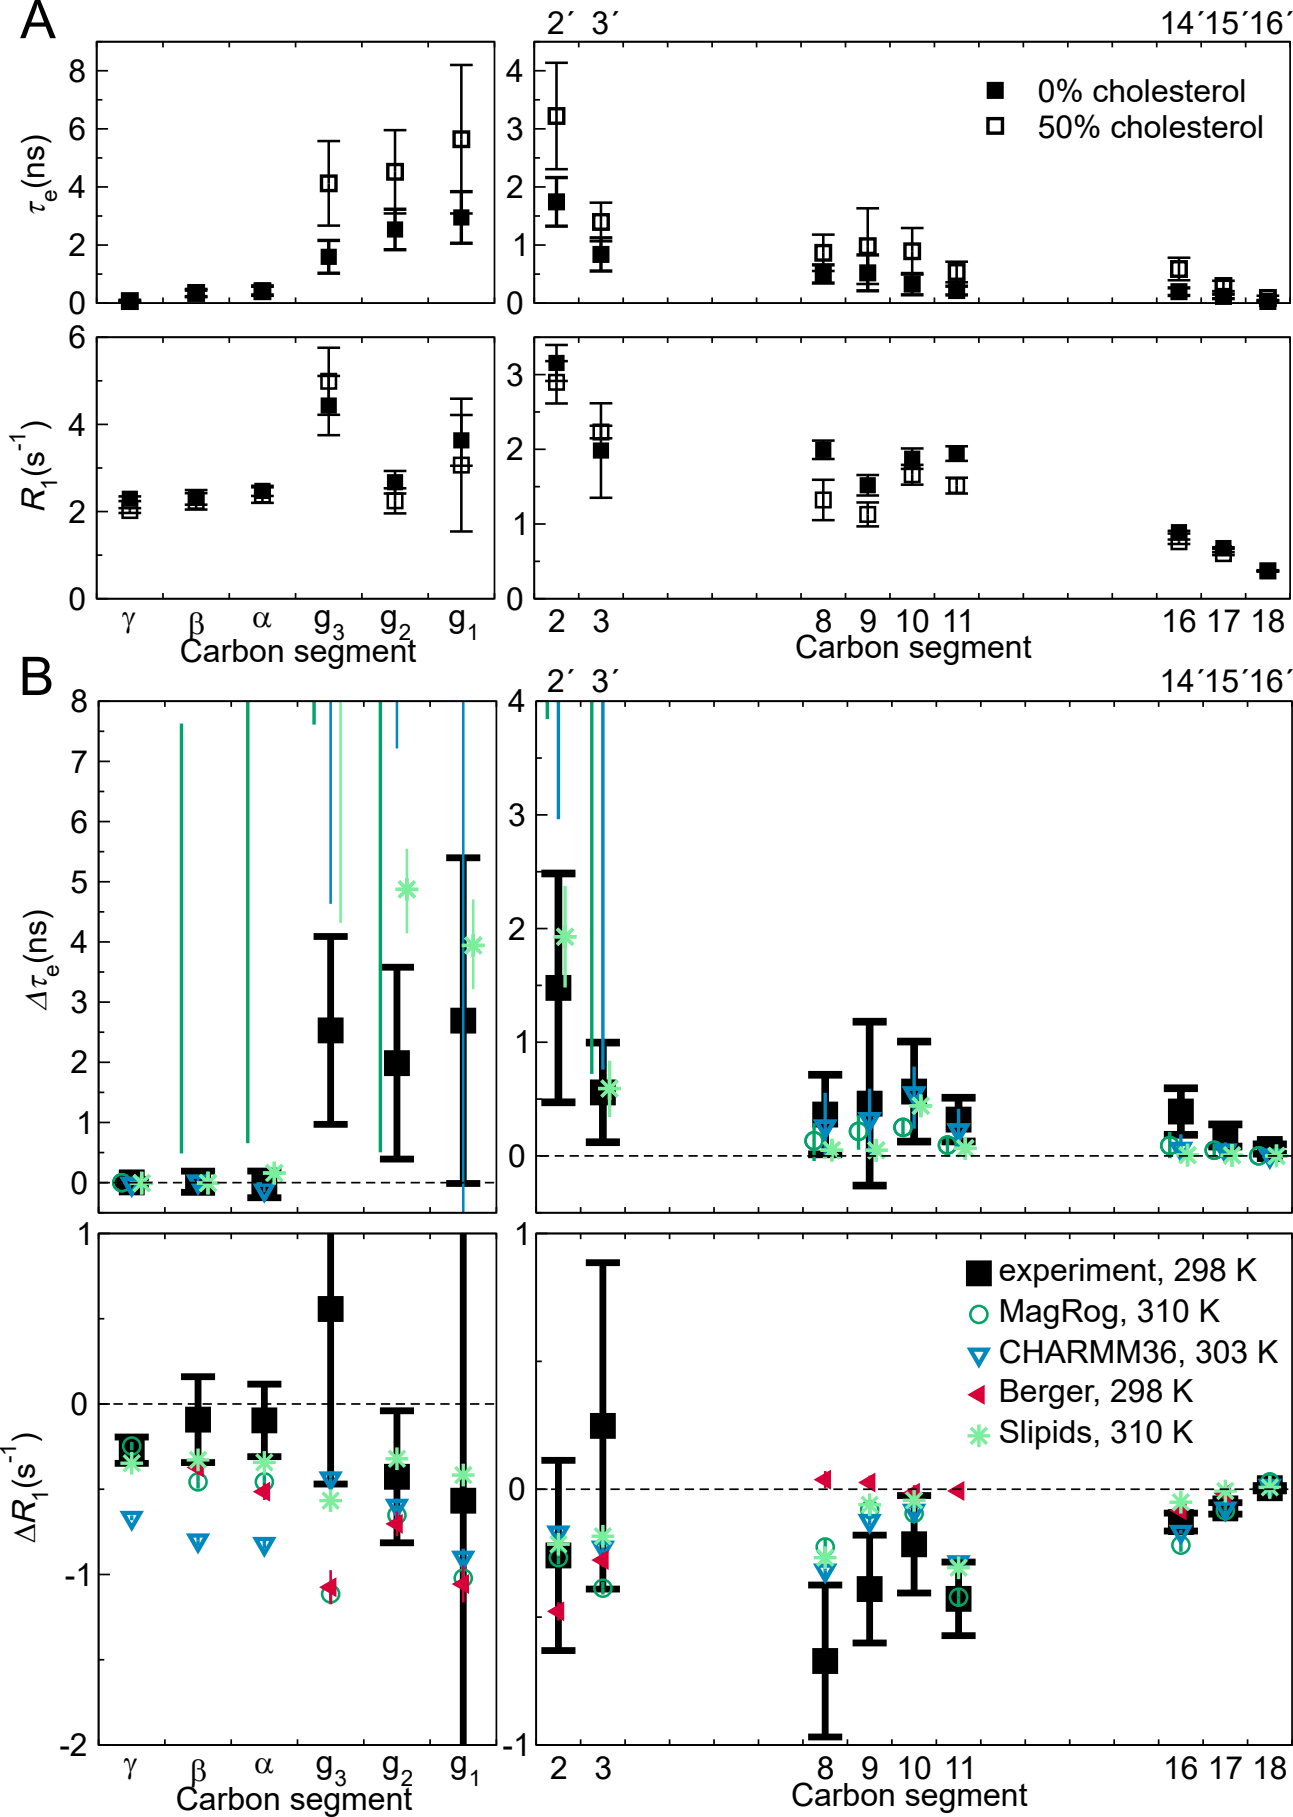 A
2´ 3´ 14´ 15´ 16´
8
6
4
2
0
τe(ns)
4
3
2
1
0
0% cholesterol
50% cholesterol
6
4
2
0
R1(s-1)
3
2
1
0
γ β α g3 g2 g1
Carbon segment
2 3 8 9 10 11 16 17 18
Carbon segment
B
2´ 3´ 14´ 15´ 16´
8
7
6
5
4
3
2
1
0
Δτe(ns)
4
3
2
1
0
1
0
-1
-2
ΔR1(s-1)
1
0
-1
experiment, 298 K
MagRog, 310 K
CHARMM36, 303 K
Berger, 298 K
Slipids, 310 K
γ β α g3 g2 g1
Carbon segment
2 3 8 9 10 11 16 17 18
Carbon segment